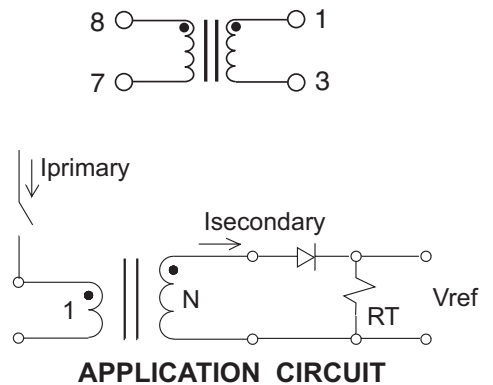 8 1
7 3
Iprimary
Isecondary
1 N RT Vref
APPLICATION CIRCUIT